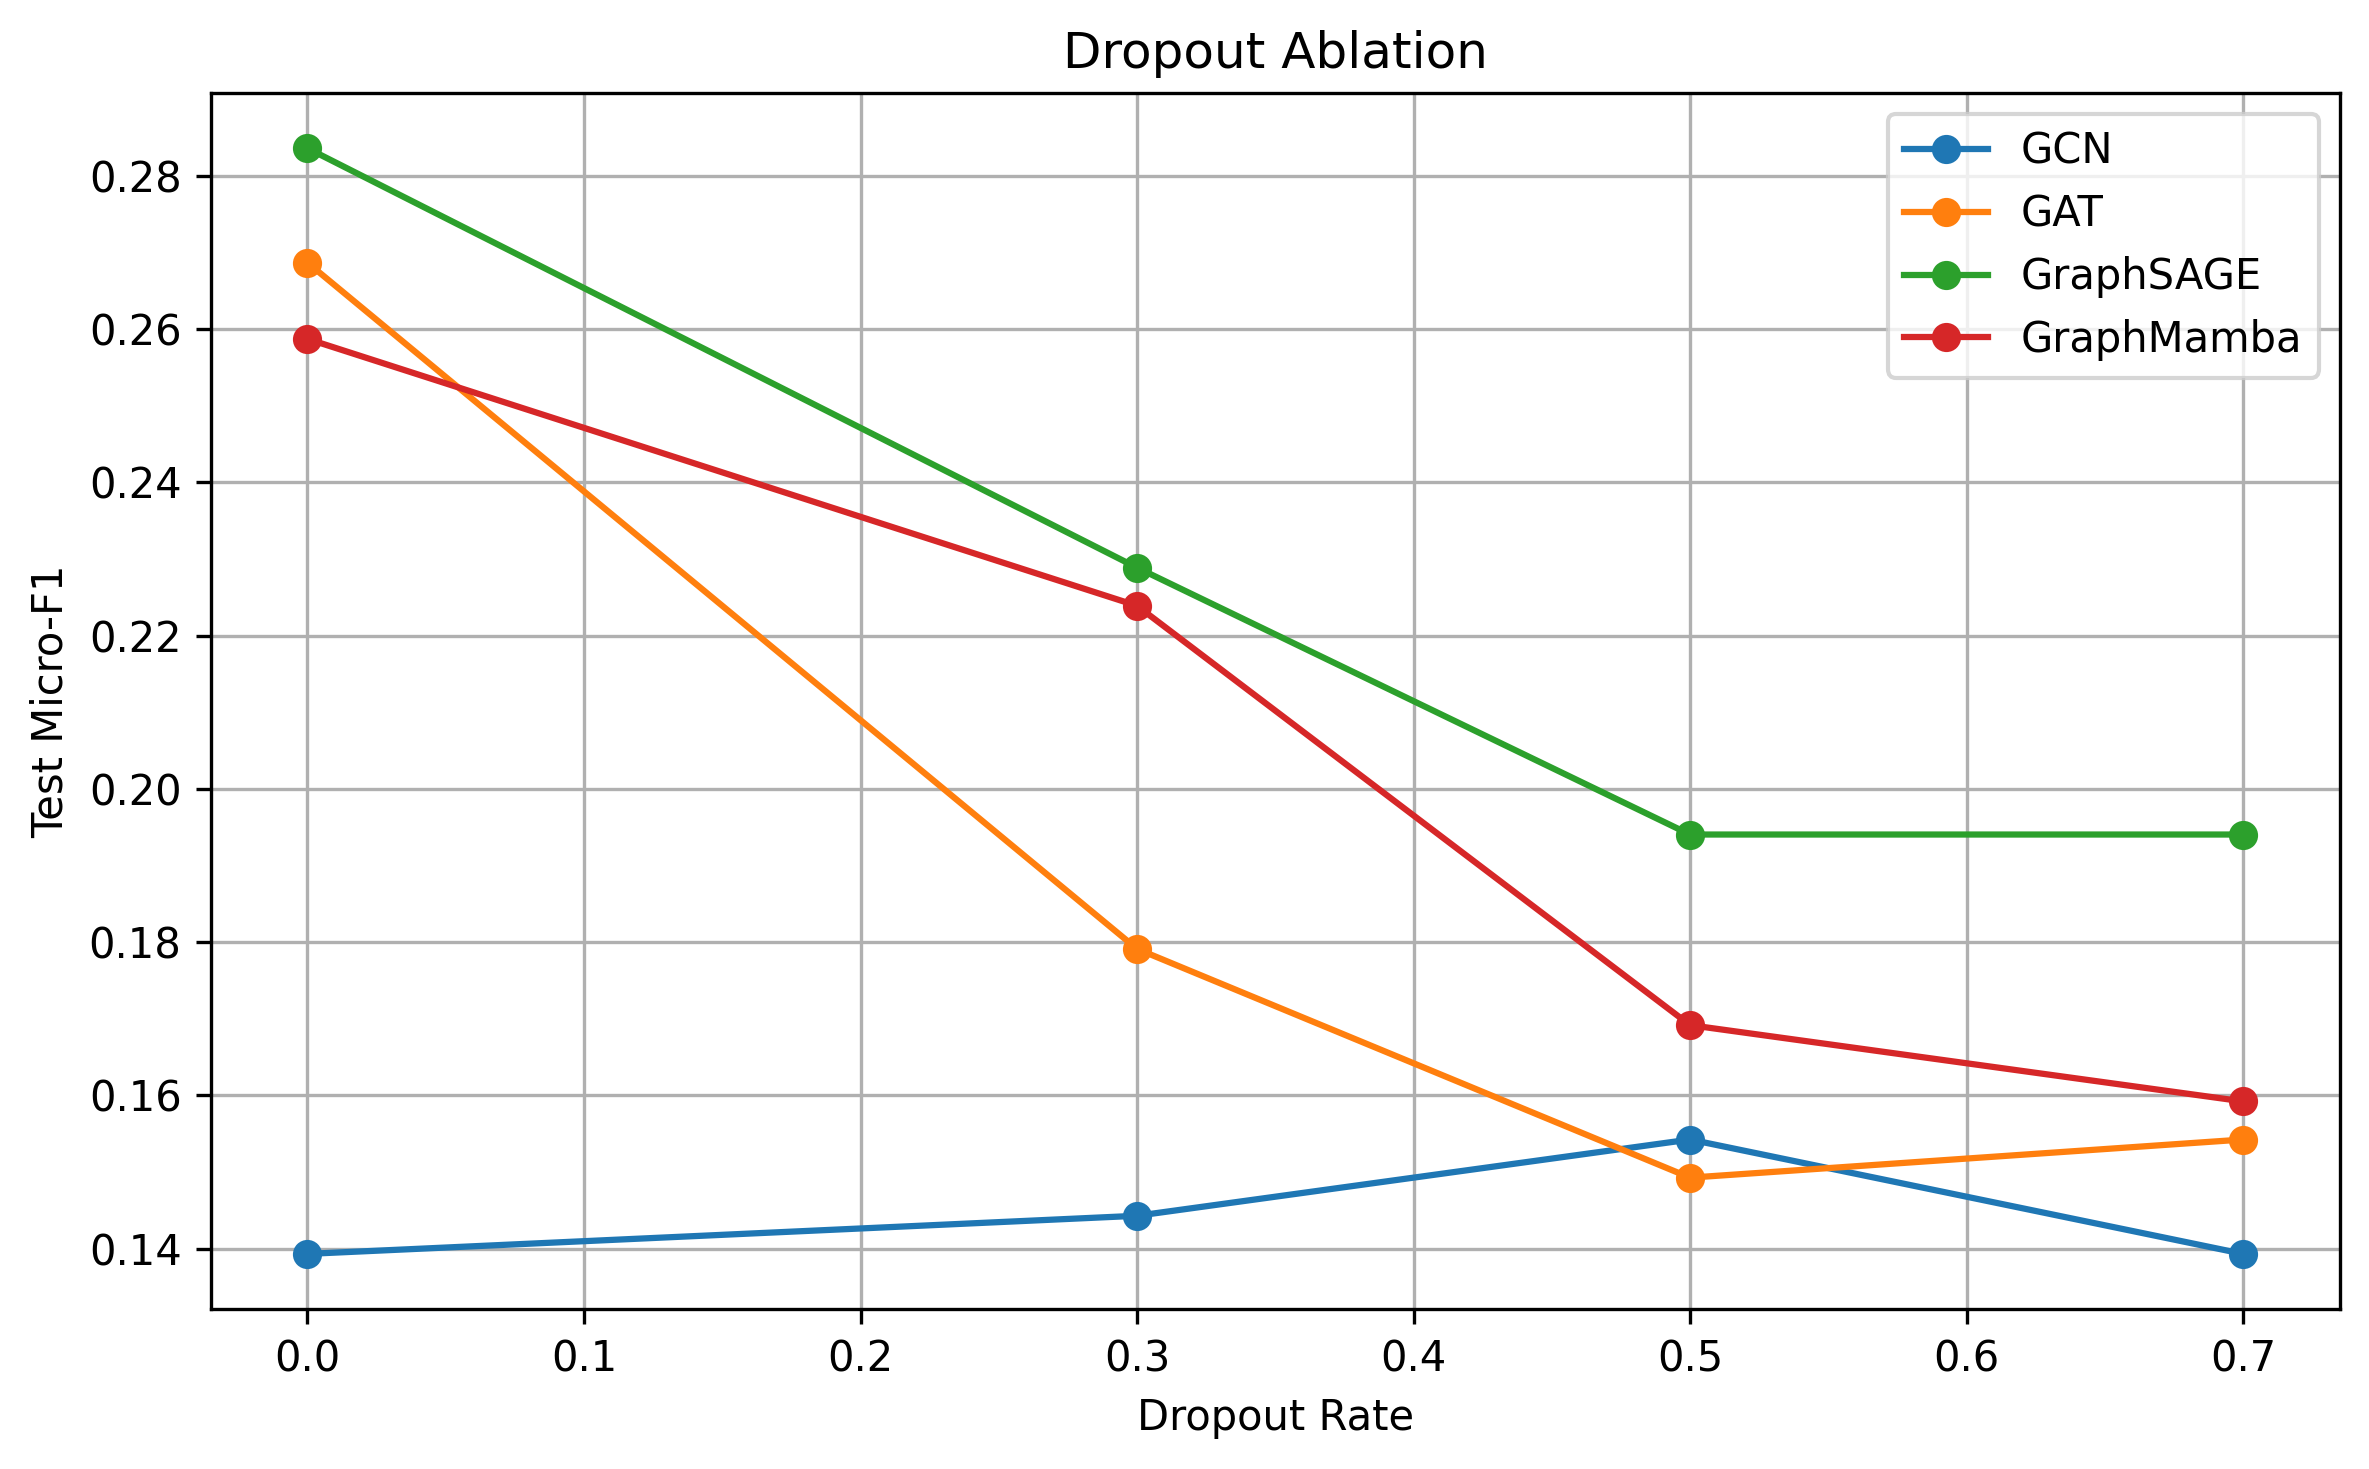 Dropout Ablation
GCN
GAT
GraphSAGE
GraphMamba
Test Micro-F1
0.28
0.26
0.24
0.22
0.20
0.18
0.16
0.14
0.0 0.1 0.2 0.3 0.4 0.5 0.6 0.7
Dropout Rate